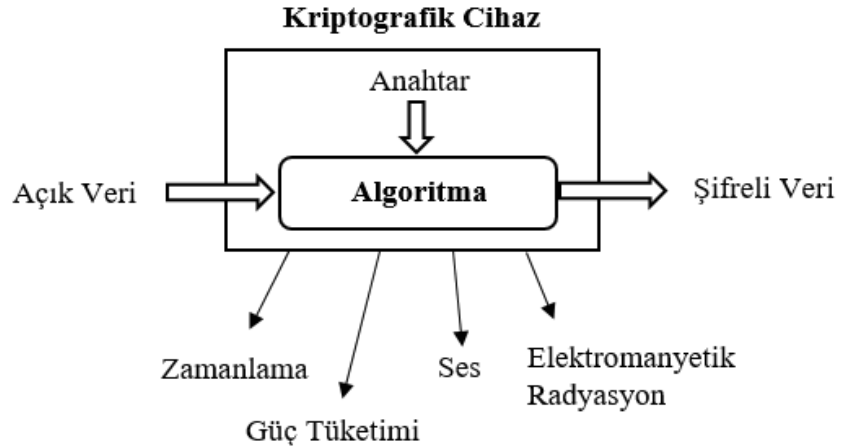 Kriptografik Cihaz
Anahtar
Açık Veri
Algoritma
Şifreli Veri
Zamanlama
Güç Tüketimi
Ses
Elektromanyetik
Radyasyon